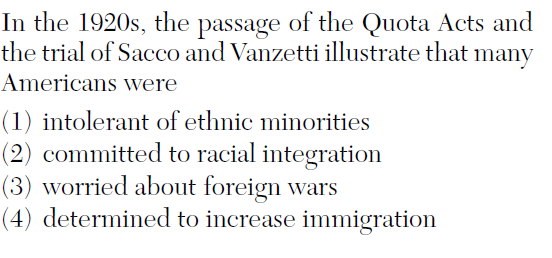 In the 1920s, the passage of the Quota Acts and
the trial of Sacco and Vanzetti illustrate that many
Americans were
(1) intolerant of ethnic minorities
(2) committed to racial integration
(3) worried about foreign wars
(4) determined to increase immigration